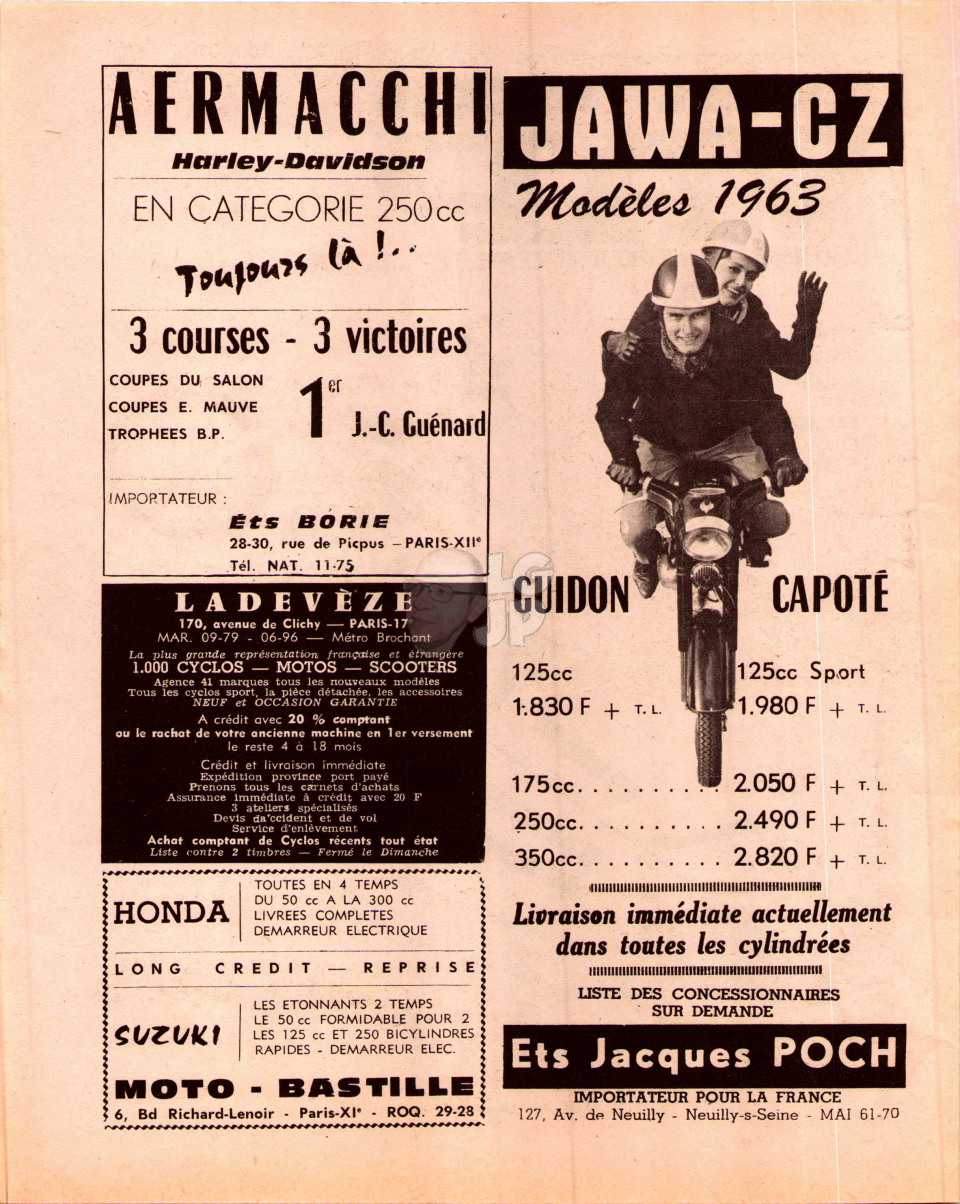 AERMACCHI
Harley-Davidson
EN CATEGORIE 250cc
Toujours là !..
3 courses - 3 victoires
COUPES DU SALON
COUPES E. MAUVE
TROPHEES B.P.
1er J.-C. Guénard
IMPORTATEUR :
Éts BORIE
28-30, rue de Picpus - PARIS-XIIe
Tél. NAT. 11-75
LADEVÈZE
170, avenue de Clichy — PARIS-17
MAR. 09-79 - 06-96 — Métro Brochant
La plus grande représentation française et étrangère
1.000 CYCLOS — MOTOS — SCOOTERS
Agence 41 marques tous les nouveaux modèles
Tous les cyclos sport, la pièce détachée, les accessoires
NEUF et OCCASION GARANTIE
A crédit avec 20 % comptant
ou le rachat de votre ancienne machine en 1er versement
le reste 4 à 18 mois
Crédit et livraison immédiate
Expédition province port payé
Prenons tous les carnets d'achats
Assurance immédiate à crédit avec 20 F
3 ateliers spécialisés
Devis da'ccident et de vol
Service d'enlèvement
Achat comptant de Cyclos récents tout état
Liste contre 2 timbres — Fermé le Dimanche
HONDA
TOUTES EN 4 TEMPS
DU 50 cc A LA 300 cc
LIVREES COMPLETES
DEMARREUR ELECTRIQUE
LONG CREDIT — REPRISE
SUZUKI
LES ETONNANTS 2 TEMPS
LE 50 cc FORMIDABLE POUR 2
LES 125 cc ET 250 BICYLINDRES
RAPIDES - DEMARREUR ELEC.
MOTO - BASTILLE
6, Bd Richard-Lenoir - Paris-XIe - ROQ. 29-28
JAWA-CZ
Modèles 1963
GUIDON CAPOTÉ
125cc 125cc Sport
1.830 F + T. L. 1.980 F + T. L.
175cc.......... 2.050 F + T. L.
250cc.......... 2.490 F + T. L.
350cc.......... 2.820 F + T. L.
Livraison immédiate actuellement
dans toutes les cylindrées
LISTE DES CONCESSIONNAIRES
SUR DEMANDE
Ets Jacques POCH
IMPORTATEUR POUR LA FRANCE
127, Av. de Neuilly - Neuilly-s-Seine - MAI 61-70